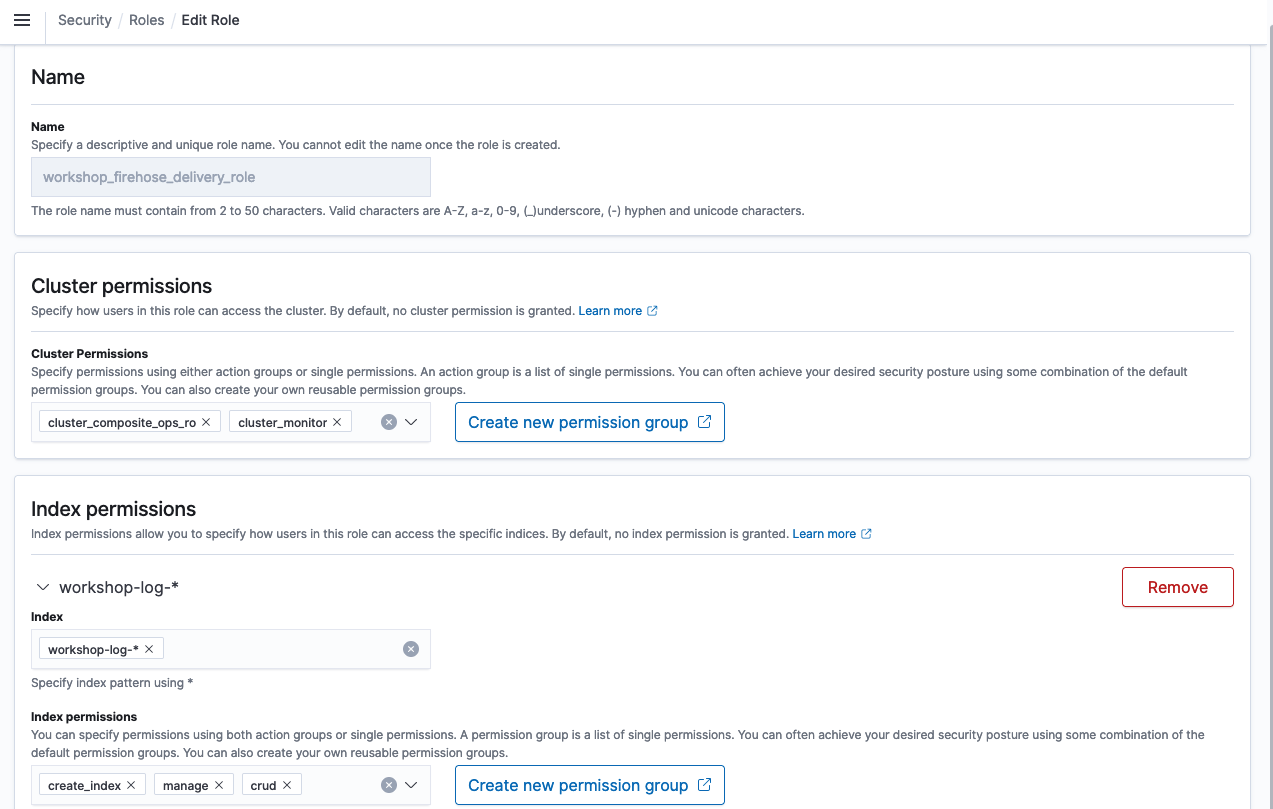 Security / Roles / Edit Role
Name
Name
Specify a descriptive and unique role name. You cannot edit the name once the role is created.
workshop_firehose_delivery_role
The role name must contain from 2 to 50 characters. Valid characters are A-Z, a-z, 0-9, (_)underscore, (-) hyphen and unicode characters.
Cluster permissions
Specify how users in this role can access the cluster. By default, no cluster permission is granted. Learn more
Cluster Permissions
Specify permissions using either action groups or single permissions. An action group is a list of single permissions. You can often achieve your desired security posture using some combination of the default
permission groups. You can also create your own reusable permission groups.
cluster_composite_ops_ro cluster_monitor Create new permission group
Index permissions
Index permissions allow you to specify how users in this role can access the specific indices. By default, no index permission is granted. Learn more
workshop-log-* Remove
Index
workshop-log-*
Specify index pattern using *
Index permissions
You can specify permissions using both action groups or single permissions. A permission group is a list of single permissions. You can often achieve your desired security posture using some combination of the
default permission groups. You can also create your own reusable permission groups.
create_index manage crud Create new permission group